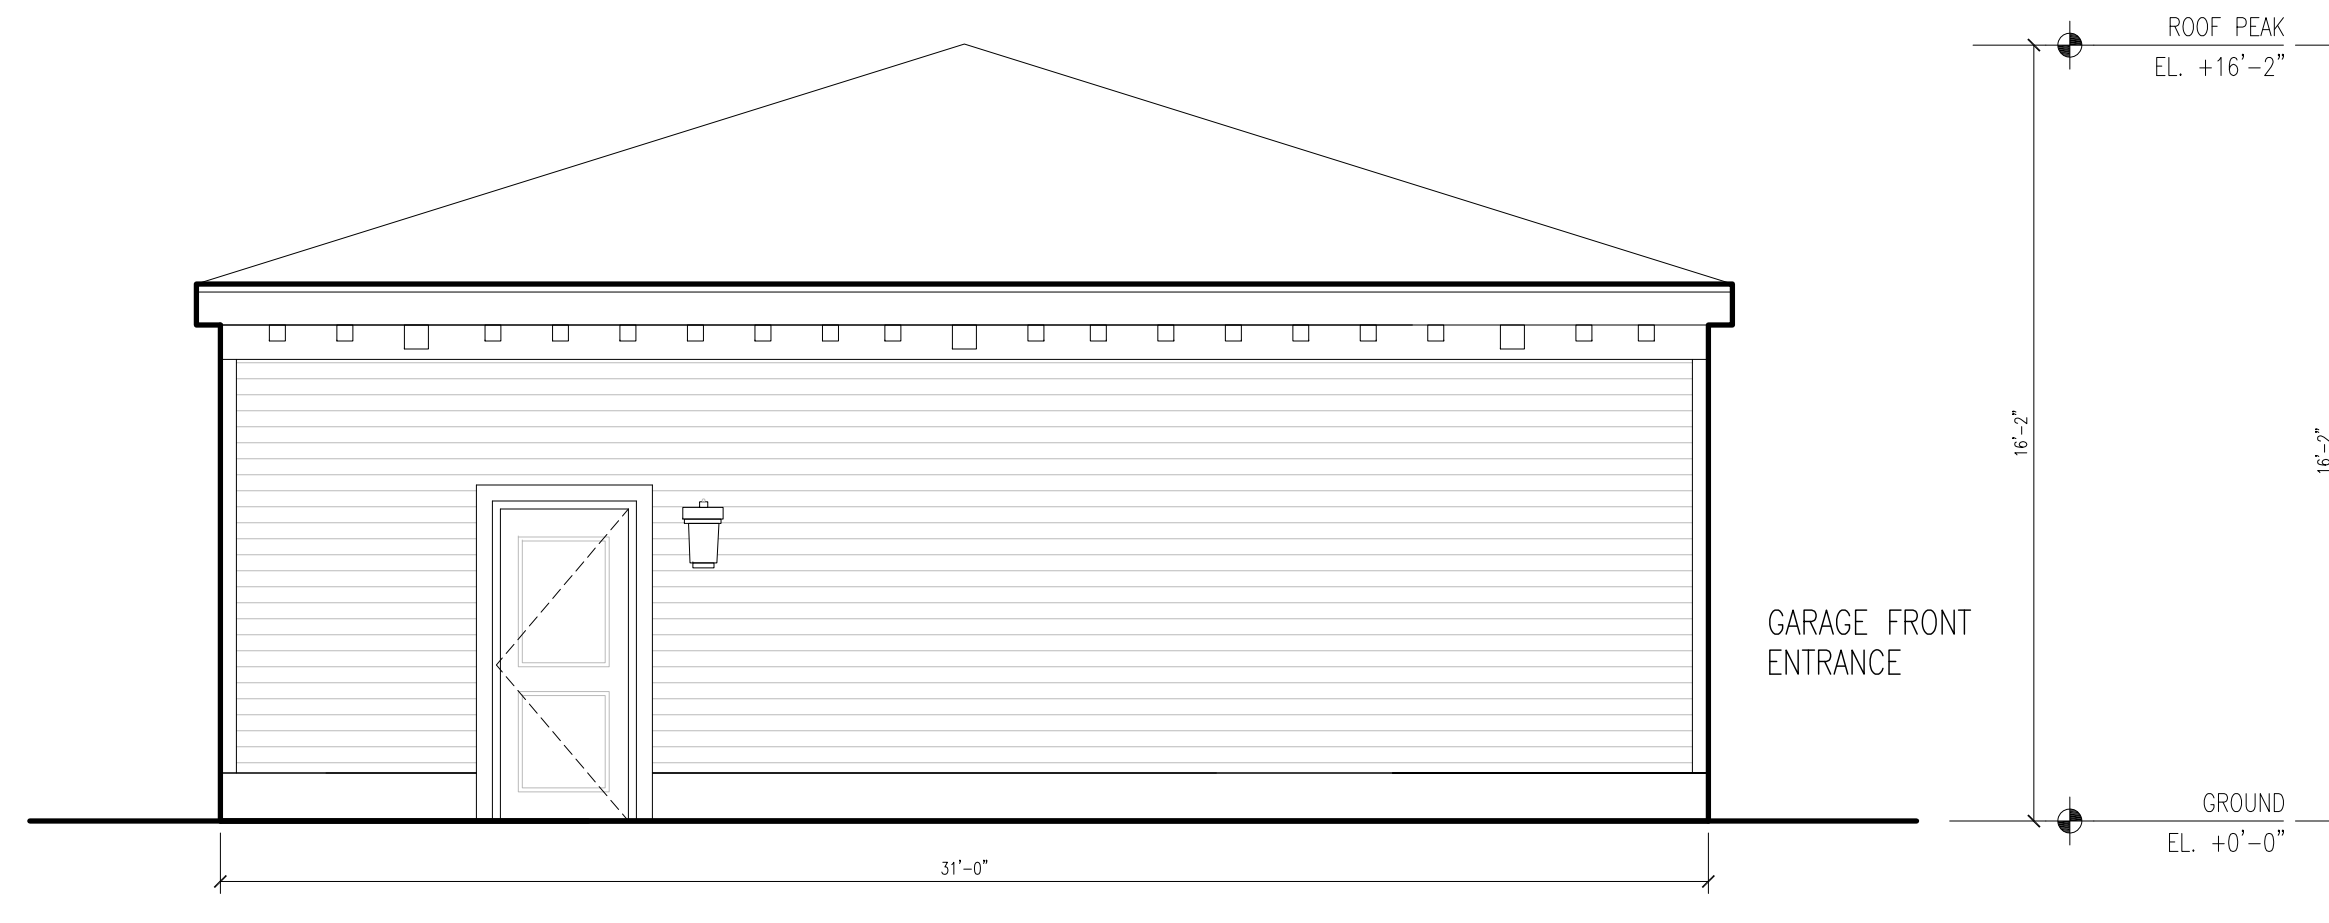 ROOF PEAK
EL. +16'-2"
16'-2"
16'-2"
GARAGE FRONT
ENTRANCE
GROUND
EL. +0'-0"
31'-0"